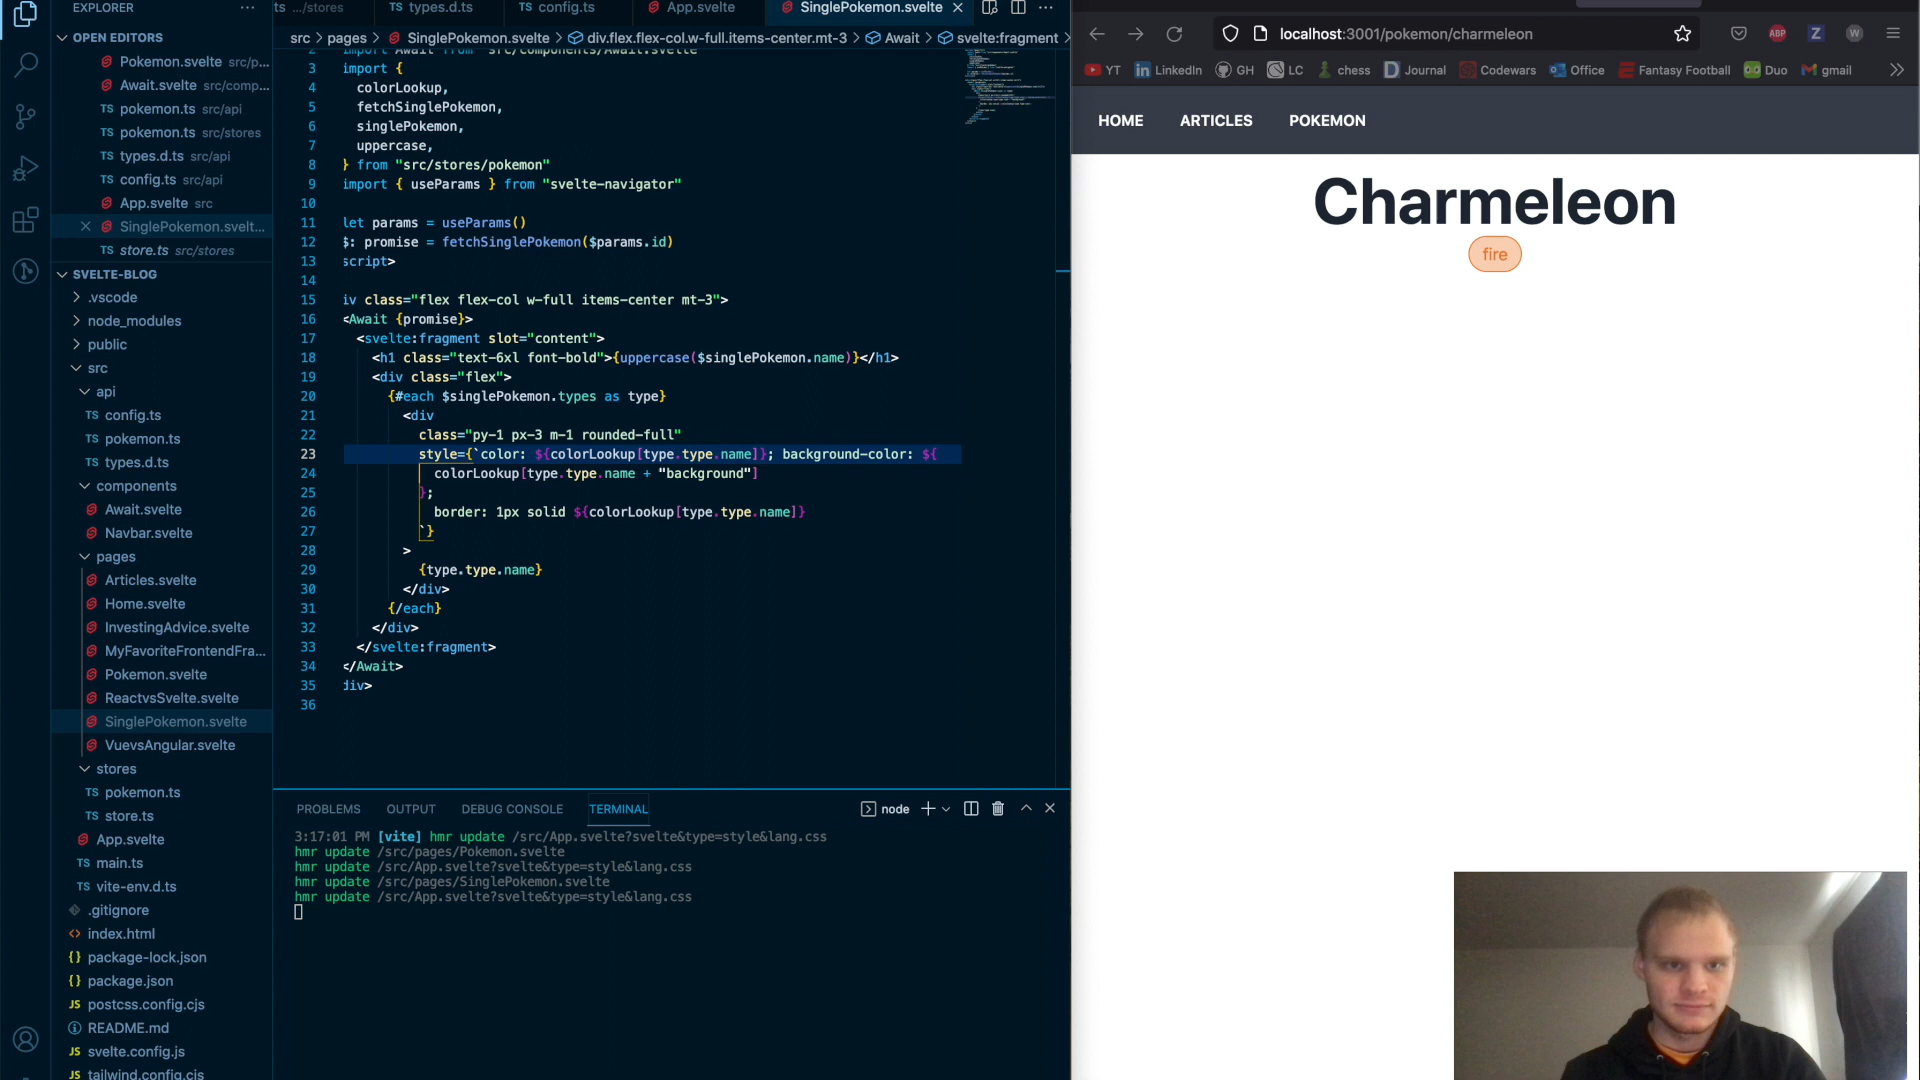 EXPLORER
OPEN EDITORS
Pokemon.svelte src/p...
Await.svelte src/comp...
TS pokemon.ts src/api
TS pokemon.ts src/stores
TS types.d.ts src/api
TS config.ts src/api
App.svelte src
SinglePokemon.svelt...
TS store.ts src/stores
SVELTE-BLOG
.vscode
node_modules
public
src
api
TS config.ts
TS pokemon.ts
TS types.d.ts
components
Await.svelte
Navbar.svelte
pages
Articles.svelte
Home.svelte
InvestingAdvice.svelte
MyFavoriteFrontendFra...
Pokemon.svelte
ReactvsSvelte.svelte
SinglePokemon.svelte
VuevsAngular.svelte
stores
TS pokemon.ts
TS store.ts
App.svelte
TS main.ts
TS vite-env.d.ts
.gitignore
<> index.html
{} package-lock.json
{} package.json
JS postcss.config.cjs
README.md
JS svelte.config.js
JS tailwind.config.cjs
ts .../stores TS types.d.ts TS config.ts App.svelte SinglePokemon.svelte
src > pages > SinglePokemon.svelte > div.flex.flex-col.w-full.items-center.mt-3 > Await > svelte:fragment >
2 import Await from "src/components/Await.svelte"
3 import {
4 colorLookup,
5 fetchSinglePokemon,
6 singlePokemon,
7 uppercase,
8 } from "src/stores/pokemon"
9 import { useParams } from "svelte-navigator"
10
11 let params = useParams()
12 $: promise = fetchSinglePokemon($params.id)
13 script>
14
15 iv class="flex flex-col w-full items-center mt-3">
16 <Await {promise}>
17 <svelte:fragment slot="content">
18 <h1 class="text-6xl font-bold">{uppercase($singlePokemon.name)}</h1>
19 <div class="flex">
20 {#each $singlePokemon.types as type}
21 <div
22 class="py-1 px-3 m-1 rounded-full"
23 style={`color: ${colorLookup[type.type.name]}; background-color: ${
24 colorLookup[type.type.name + "background"]
25 };
26 border: 1px solid ${colorLookup[type.type.name]}
27 `}
28 >
29 {type.type.name}
30 </div>
31 {/each}
32 </div>
33 </svelte:fragment>
34 </Await>
35 div>
36
PROBLEMS OUTPUT DEBUG CONSOLE TERMINAL node
3:17:01 PM [vite] hmr update /src/App.svelte?svelte&type=style&lang.css
hmr update /src/pages/Pokemon.svelte
hmr update /src/App.svelte?svelte&type=style&lang.css
hmr update /src/pages/SinglePokemon.svelte
hmr update /src/App.svelte?svelte&type=style&lang.css
localhost:3001/pokemon/charmeleon
ABP Z W
YT LinkedIn GH LC chess Journal Codewars Office Fantasy Football Duo gmail
HOME ARTICLES POKEMON
Charmeleon
fire